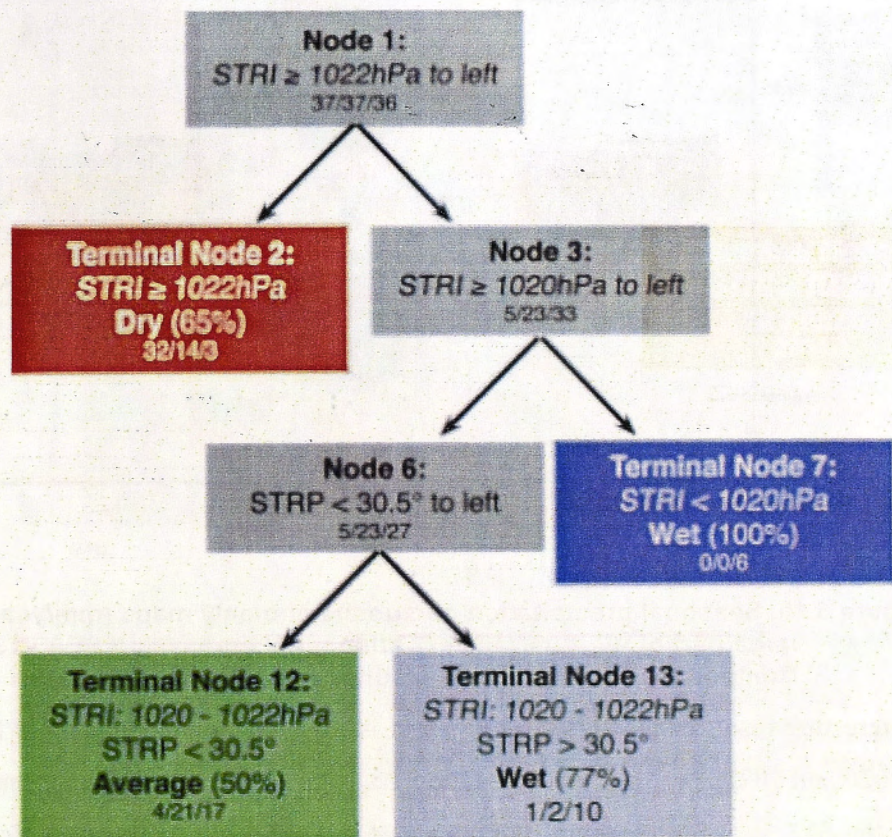 Node 1:
STRI ≥ 1022hPa to left
37/37/36
Terminal Node 2:
STRI ≥ 1022hPa
Dry (65%)
32/14/3
Node 3:
STRI ≥ 1020hPa to left
5/23/33
Node 6:
STRP < 30.5° to left
5/23/27
Terminal Node 7:
STRI < 1020hPa
Wet (100%)
0/0/6
Terminal Node 12:
STRI: 1020 - 1022hPa
STRP < 30.5°
Average (50%)
4/21/17
Terminal Node 13:
STRI: 1020 - 1022hPa
STRP > 30.5°
Wet (77%)
1/2/10